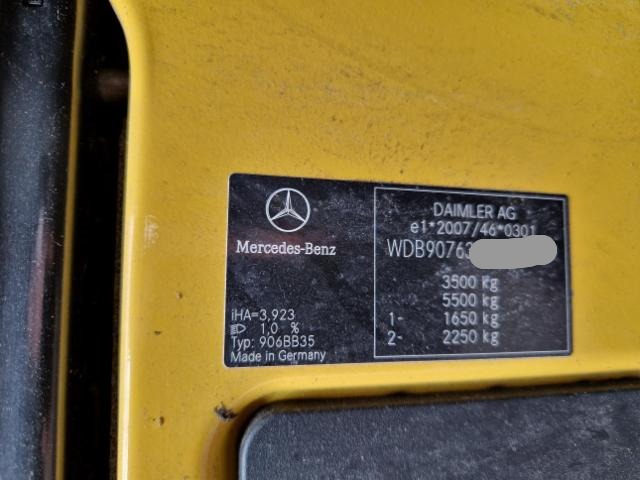 Mercedes-Benz
iHA=3,923
1,0 %
Typ: 906BB35
Made in Germany
DAIMLER AG
e1*2007/46*0301
WDB90763
3500 kg
5500 kg
1- 1650 kg
2- 2250 kg